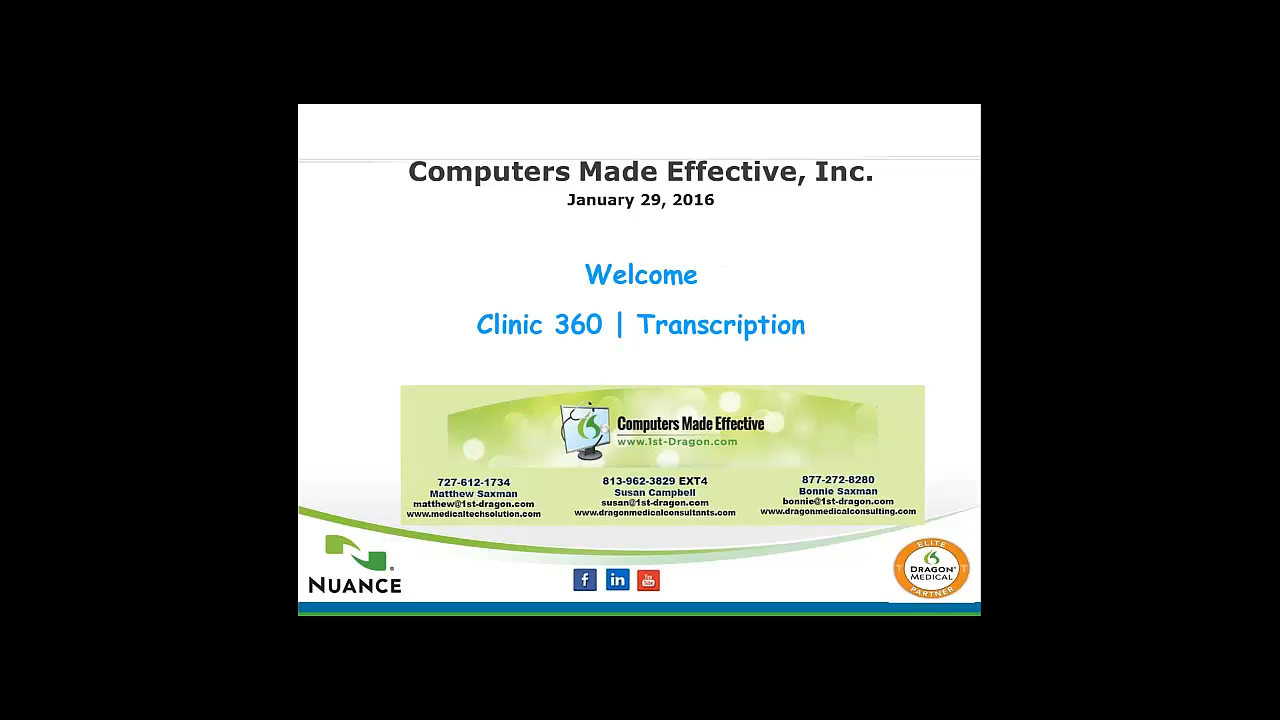 Computers Made Effective, Inc.
January 29, 2016
Welcome
Clinic 360 | Transcription
Computers Made Effective
www.1st-Dragon.com
727-612-1734
Matthew Saxman
matthew@1st-dragon.com
www.medicaltechsolution.com
813-962-3829 EXT4
Susan Campbell
susan@1st-dragon.com
www.dragonmedicalconsultants.com
877-272-8280
Bonnie Saxman
bonnie@1st-dragon.com
www.dragonmedicalconsulting.com
NUANCE
f
in
You
Tube
ELITE
DRAGON®
MEDICAL
PARTNER